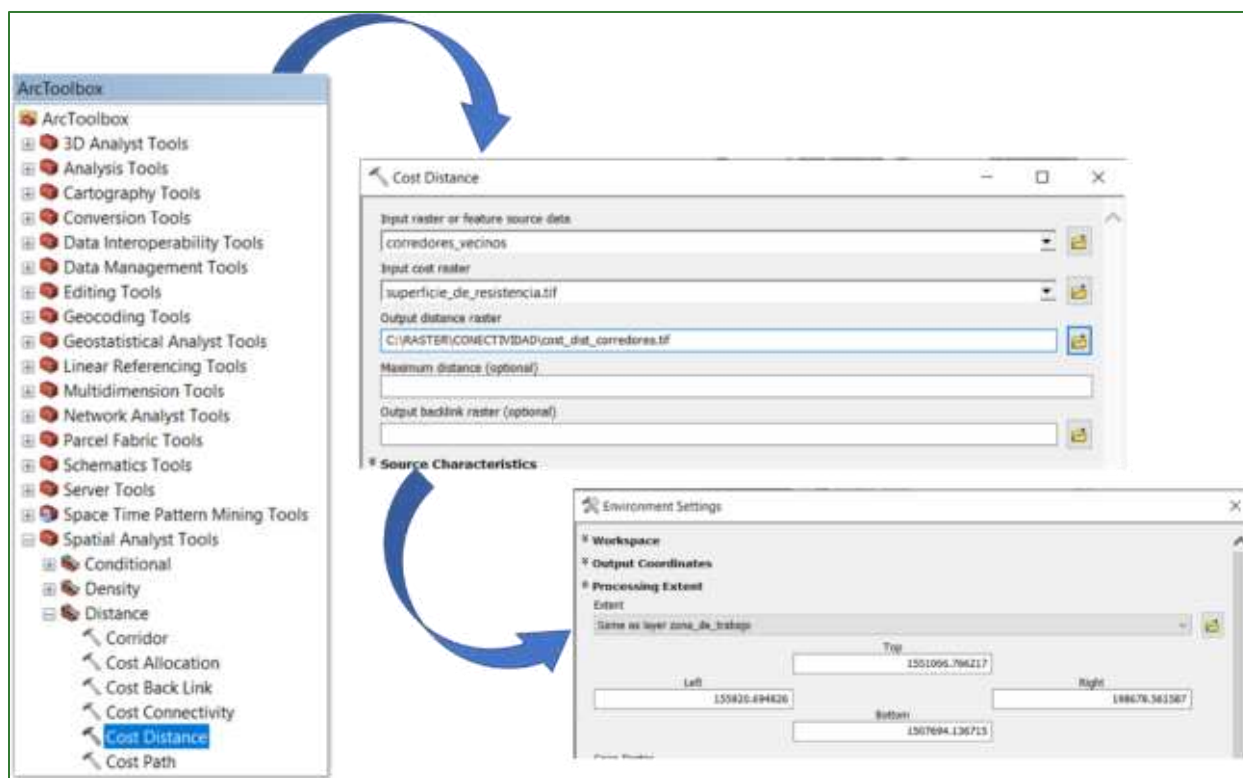 ArcToolbox
ArcToolbox
3D Analyst Tools
Analysis Tools
Cartography Tools
Conversion Tools
Data Interoperability Tools
Data Management Tools
Editing Tools
Geocoding Tools
Geostatistical Analyst Tools
Linear Referencing Tools
Multidimension Tools
Network Analyst Tools
Parcel Fabric Tools
Schematics Tools
Server Tools
Space Time Pattern Mining Tools
Spatial Analyst Tools
Conditional
Density
Distance
Corridor
Cost Allocation
Cost Back Link
Cost Connectivity
Cost Distance
Cost Path
Cost Distance
Input raster or feature source data
corredores_vecinos
Input cost raster
superficie_de_resistencia.tif
Output distance raster
C:\RASTER\CONECTIVIDAD\cost_dist_corredores.tif
Maximum distance (optional)
Output backlink raster (optional)
Source Characteristics
Environment Settings
Workspace
Output Coordinates
Processing Extent
Extent
Same as layer zona_de_trabajo
Top
1551066.766217
Left
Right
155920.694826
198678.561587
Bottom
1507694.136715